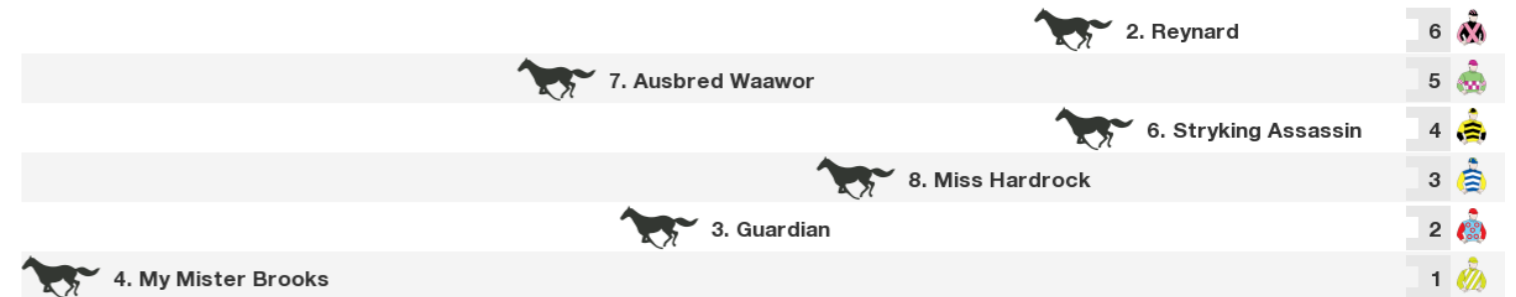 2. Reynard 6
7. Ausbred Waawor 5
6. Stryking Assassin 4
8. Miss Hardrock 3
3. Guardian 2
4. My Mister Brooks 1